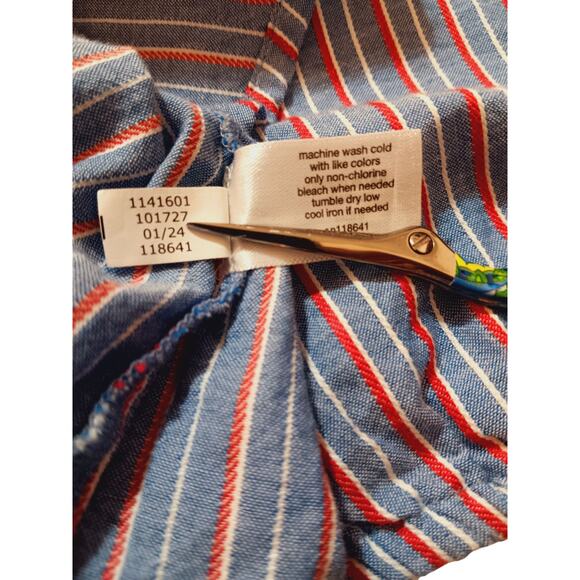 1141601
101727
01/24
118641
machine wash cold
with like colors
only non-chlorine
bleach when needed
tumble dry low
cool iron if needed
118641